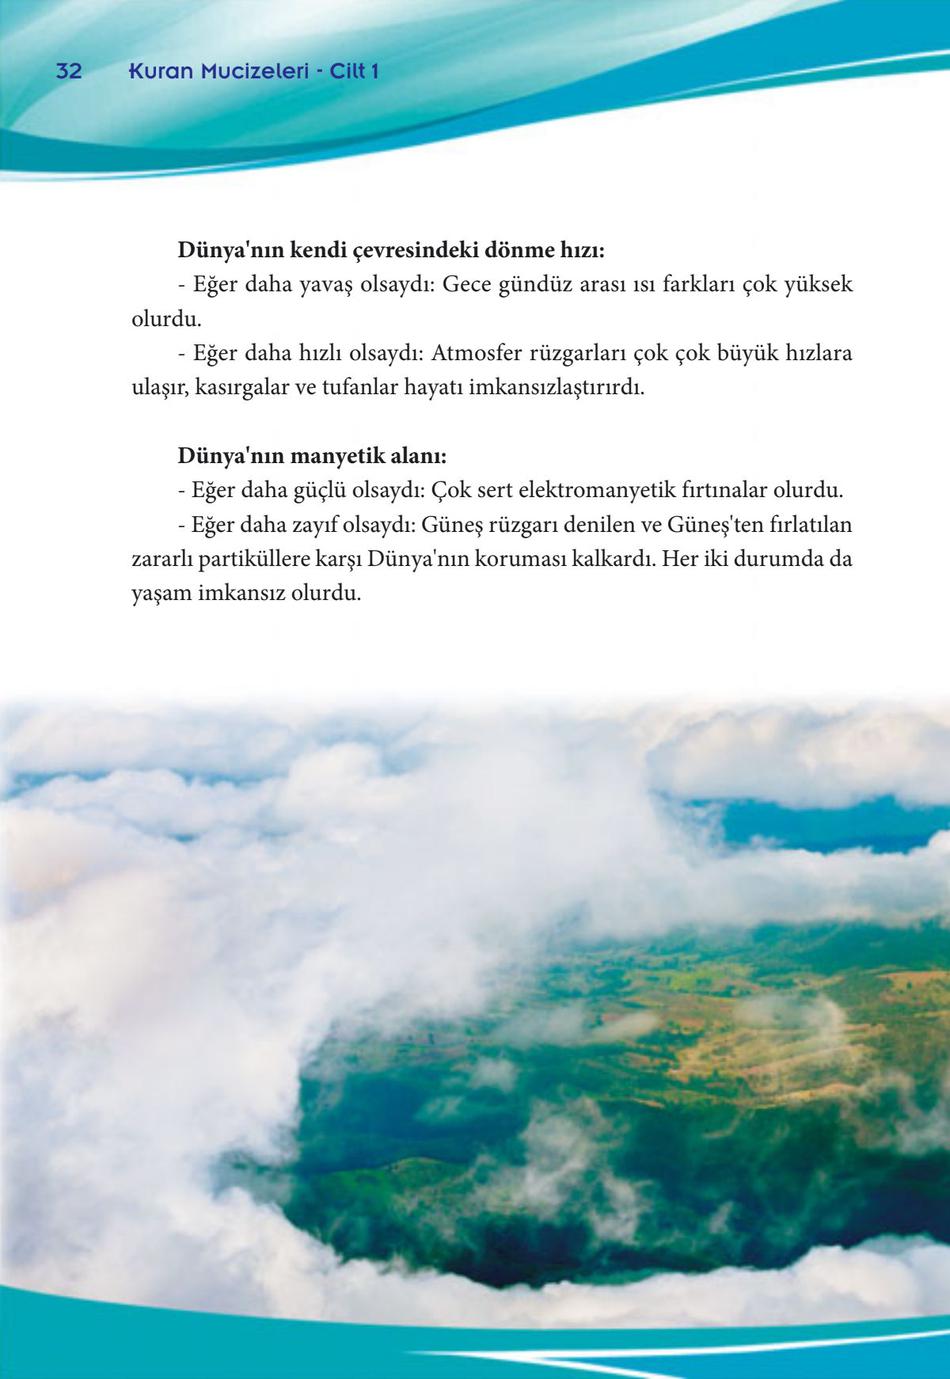 32 Kuran Mucizeleri - Cilt 1
Dünya'nın kendi çevresindeki dönme hızı:
- Eğer daha yavaş olsaydı: Gece gündüz arası ısı farkları çok yüksek
olurdu.
- Eğer daha hızlı olsaydı: Atmosfer rüzgarları çok çok büyük hızlara
ulaşır, kasırgalar ve tufanlar hayatı imkansızlaştırırdı.
Dünya'nın manyetik alanı:
- Eğer daha güçlü olsaydı: Çok sert elektromanyetik fırtınalar olurdu.
- Eğer daha zayıf olsaydı: Güneş rüzgarı denilen ve Güneş'ten fırlatılan
zararlı partiküllere karşı Dünya'nın koruması kalkardı. Her iki durumda da
yaşam imkansız olurdu.